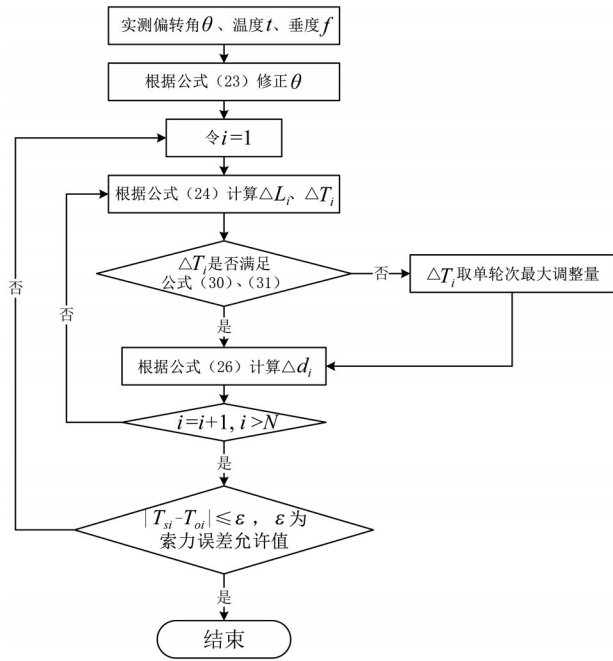 实测偏转角θ、温度t、垂度f
根据公式（23）修正θ
令i=1
根据公式（24）计算△Li、△Ti
△Ti是否满足
公式（30）、（31）
否
△Ti取单轮次最大调整量
是
根据公式（26）计算△di
i=i+1, i>N
否
是
|Tsi-Toi|≤ε，ε为
索力误差允许值
否
是
结束